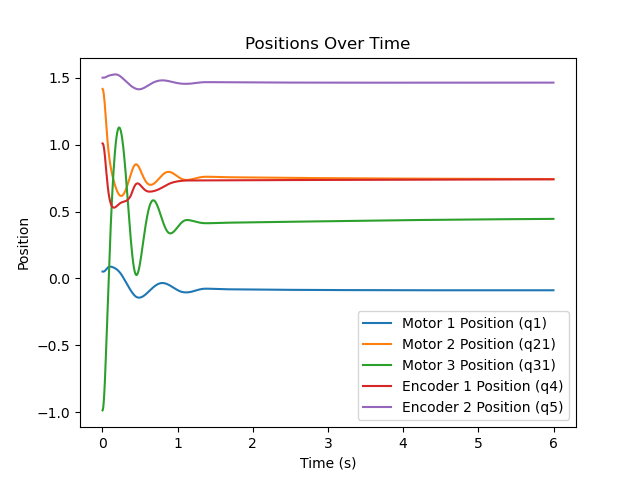 Positions Over Time
1.5
1.0
0.5
0.0
−0.5
−1.0
Position
Motor 1 Position (q1)
Motor 2 Position (q21)
Motor 3 Position (q31)
Encoder 1 Position (q4)
Encoder 2 Position (q5)
0 1 2 3 4 5 6
Time (s)